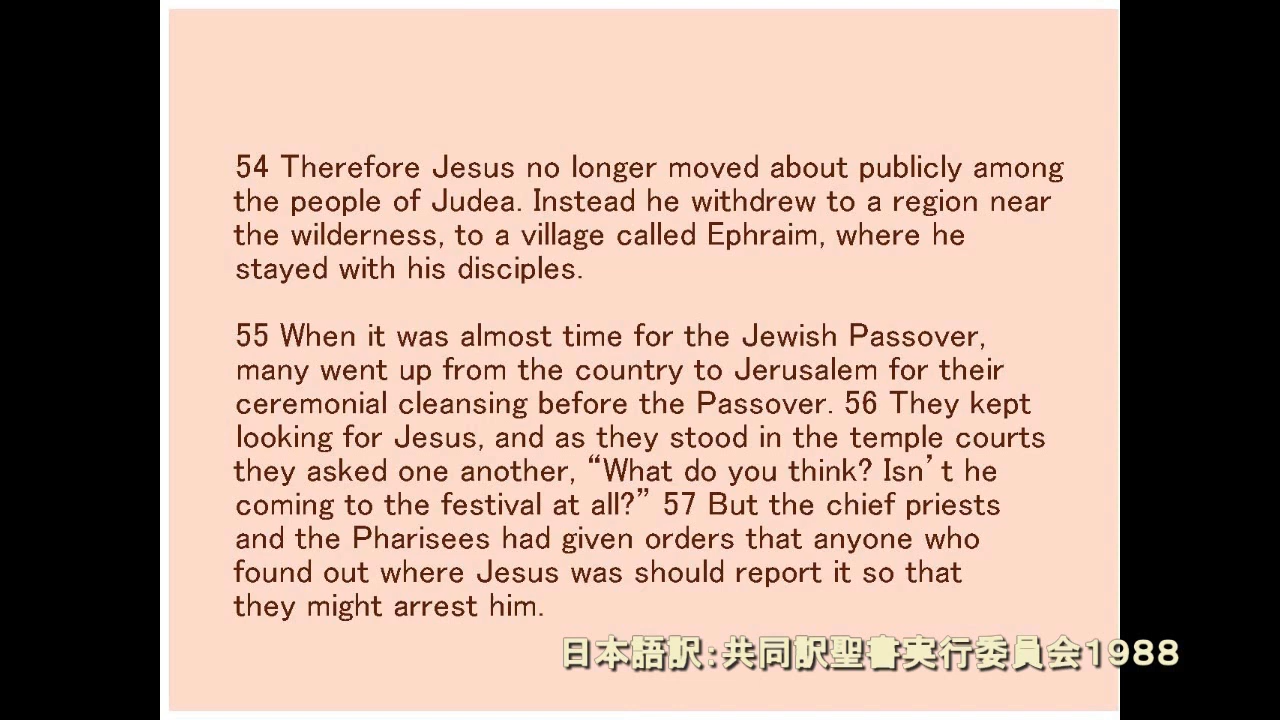 54 Therefore Jesus no longer moved about publicly among
the people of Judea. Instead he withdrew to a region near
the wilderness, to a village called Ephraim, where he
stayed with his disciples.
55 When it was almost time for the Jewish Passover,
many went up from the country to Jerusalem for their
ceremonial cleansing before the Passover. 56 They kept
looking for Jesus, and as they stood in the temple courts
they asked one another, “What do you think? Isn’t he
coming to the festival at all?” 57 But the chief priests
and the Pharisees had given orders that anyone who
found out where Jesus was should report it so that
they might arrest him.
日本語訳:共同訳聖書実行委員会1988